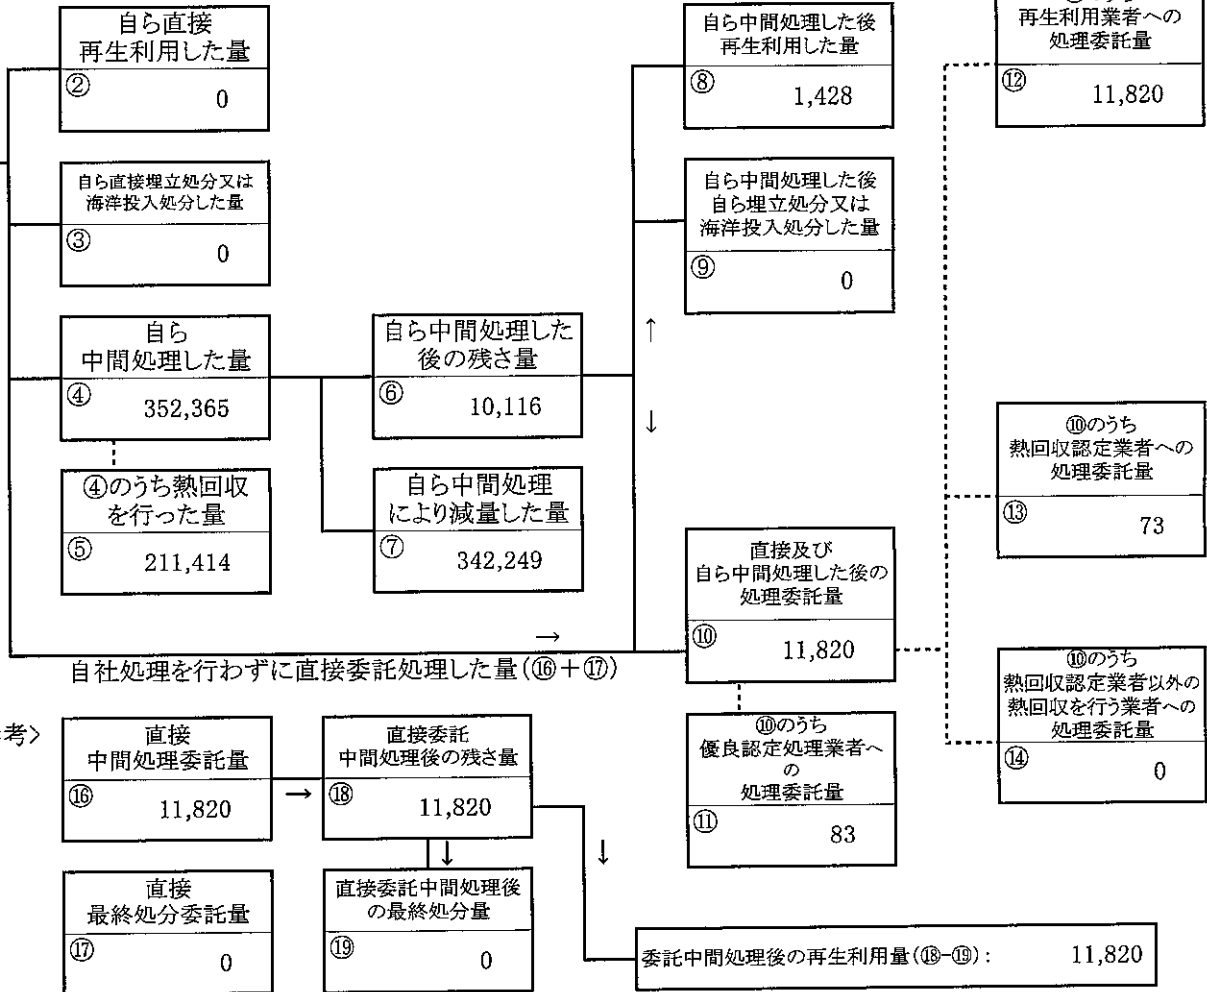 自ら直接
再生利用した量
② 0
自ら直接埋立処分又は
海洋投入処分した量
③ 0
自ら
中間処理した量
④ 352,365
④のうち熱回収
を行った量
⑤ 211,414
自ら中間処理した
後の残さ量
⑥ 10,116
自ら中間処理
により減量した量
⑦ 342,249
自ら中間処理した後
再生利用した量
⑧ 1,428
自ら中間処理した後
自ら埋立処分又は
海洋投入処分した量
⑨ 0
↑
↓
直接及び
自ら中間処理した後の
処理委託量
⑩ 11,820
⑩のうち
優良認定処理業者へ
の
処理委託量
⑪ 83
再生利用業者への
処理委託量
⑫ 11,820
⑩のうち
熱回収認定業者への
処理委託量
⑬ 73
⑩のうち
熱回収認定業者以外の
熱回収を行う業者への
処理委託量
⑭ 0
→
自社処理を行わずに直接委託処理した量(⑯+⑰)
考>
直接
中間処理委託量
⑯ 11,820
→
直接委託
中間処理後の残さ量
⑱ 11,820
↓
↓
直接
最終処分委託量
⑰ 0
直接委託中間処理後
の最終処分量
⑲ 0
委託中間処理後の再生利用量(⑱-⑲): 11,820